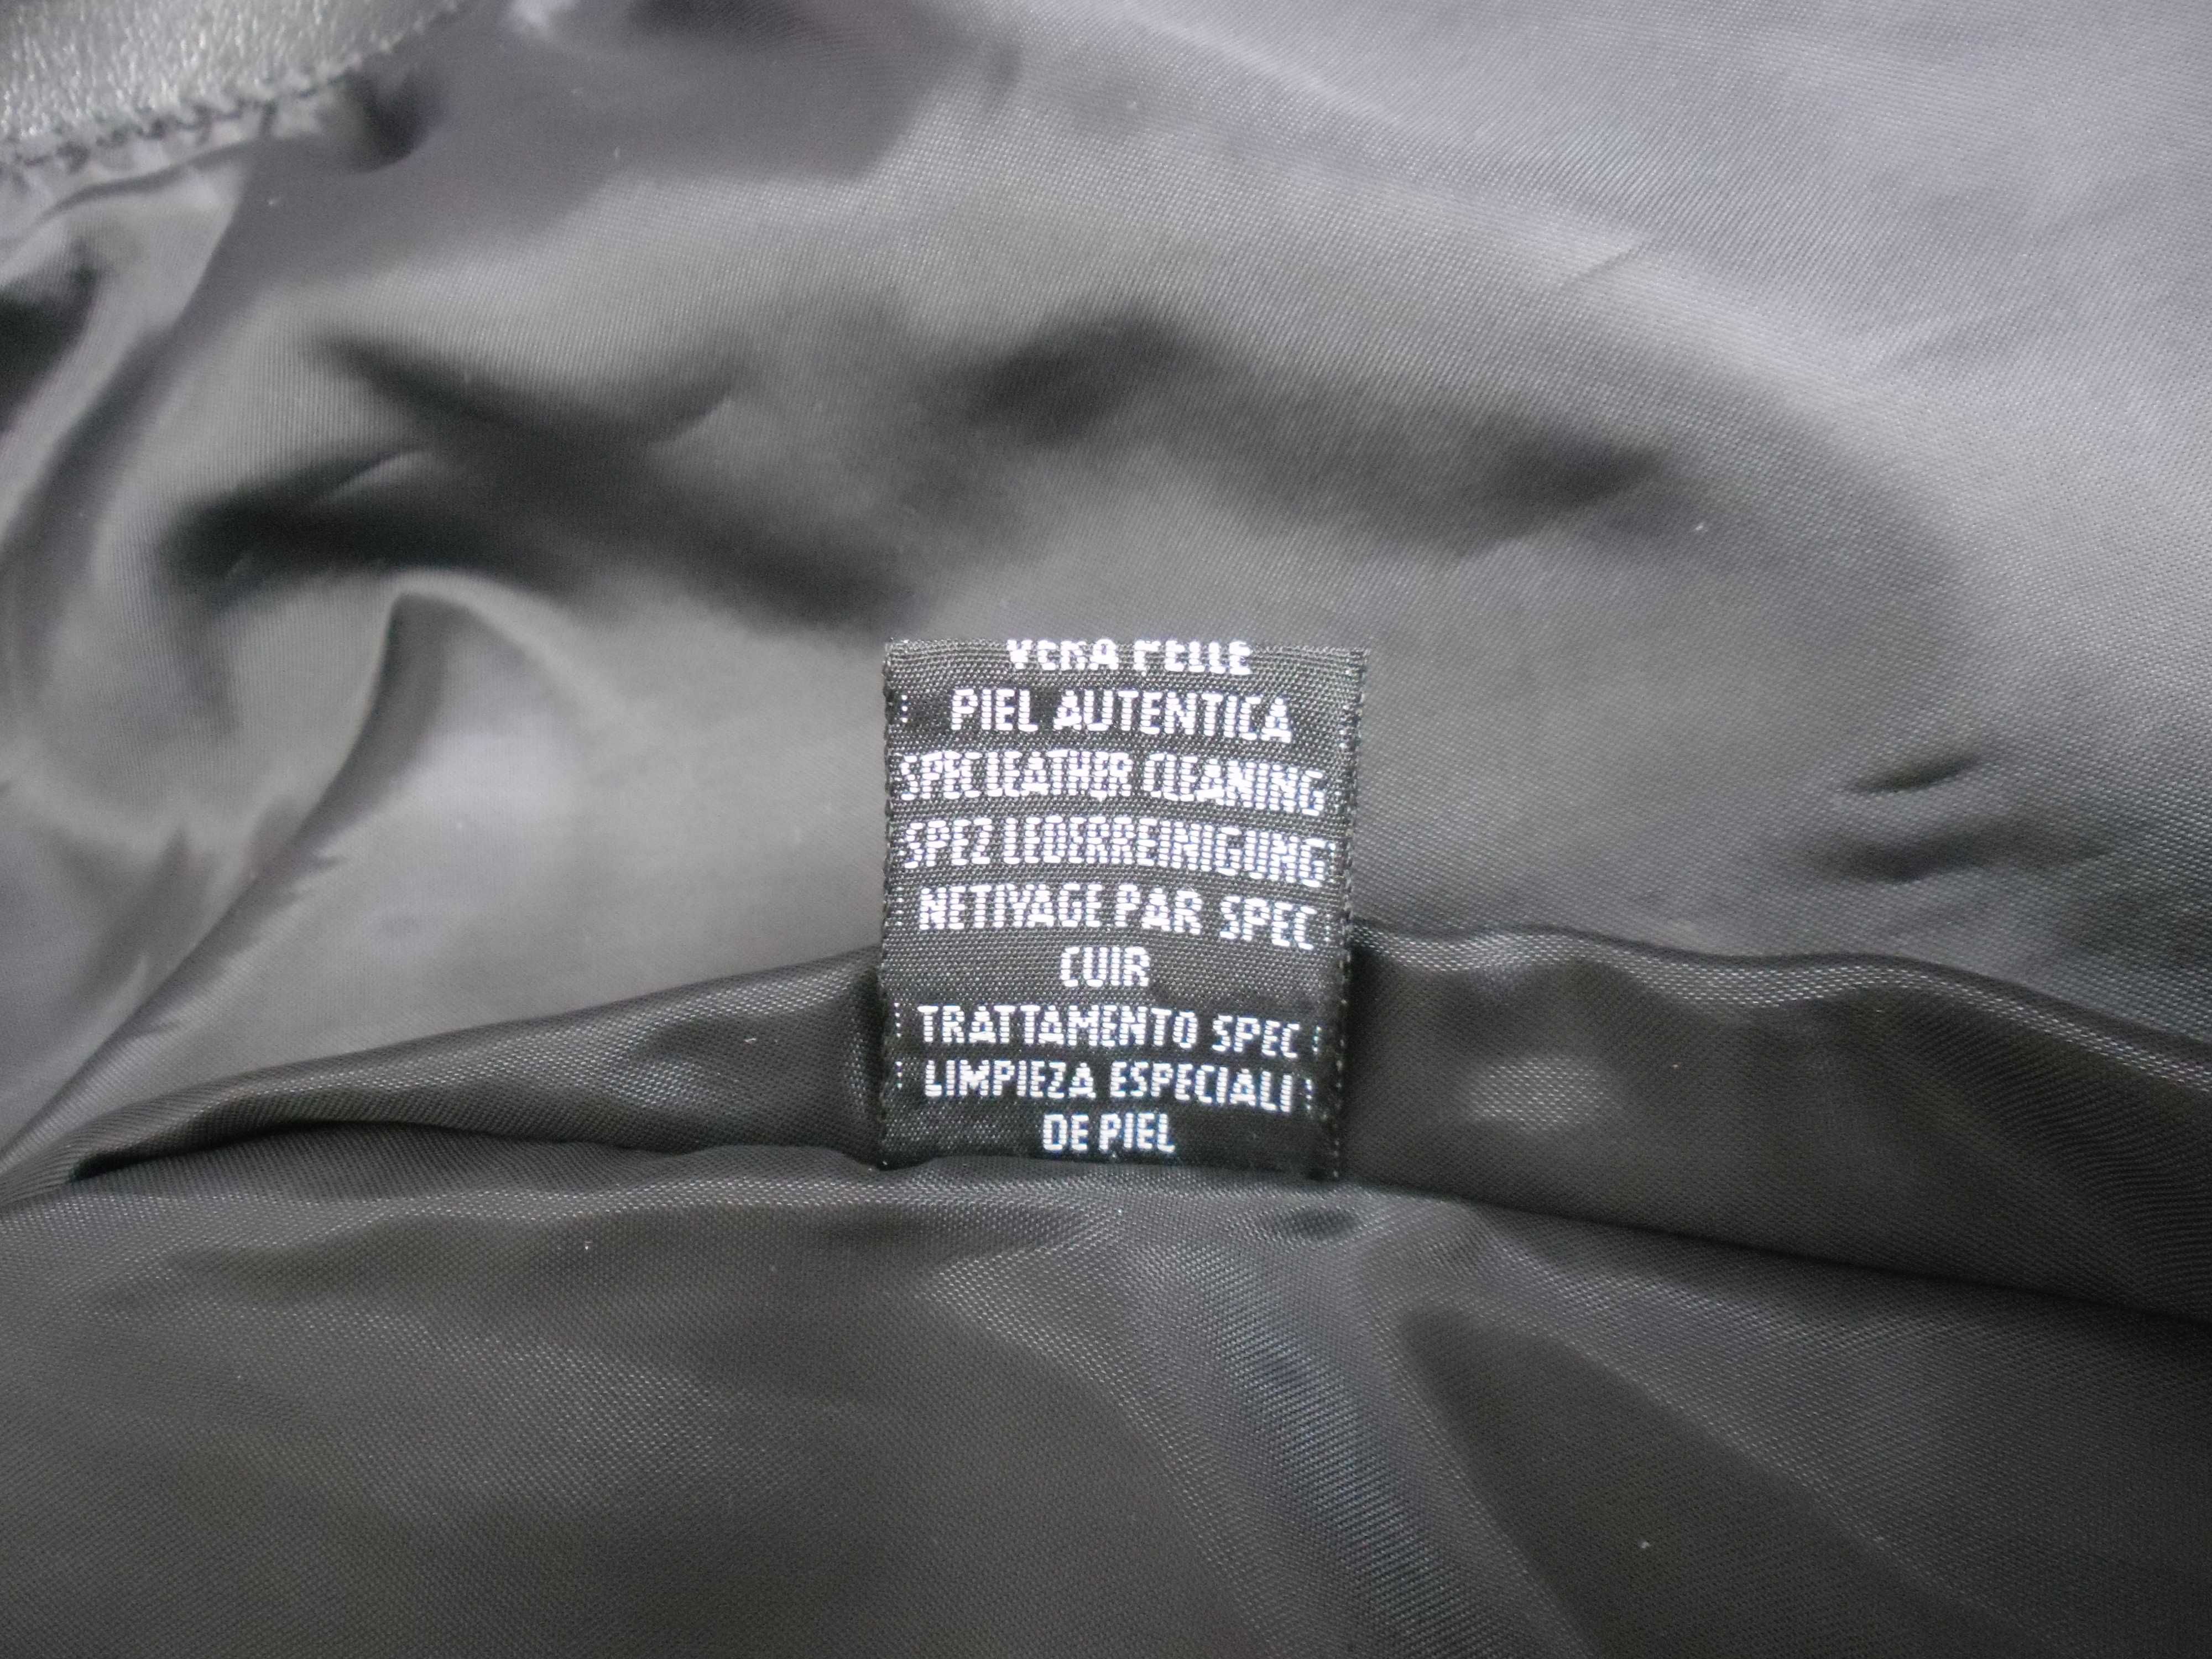 VERA PELLE
PIEL AUTENTICA
SPEC LEATHER CLEANING
SPEZ LEDERREINIGUNG
NETIYAGE PAR SPEC
CUIR
TRATTAMENTO SPEC
LIMPIEZA ESPECIALI
DE PIEL